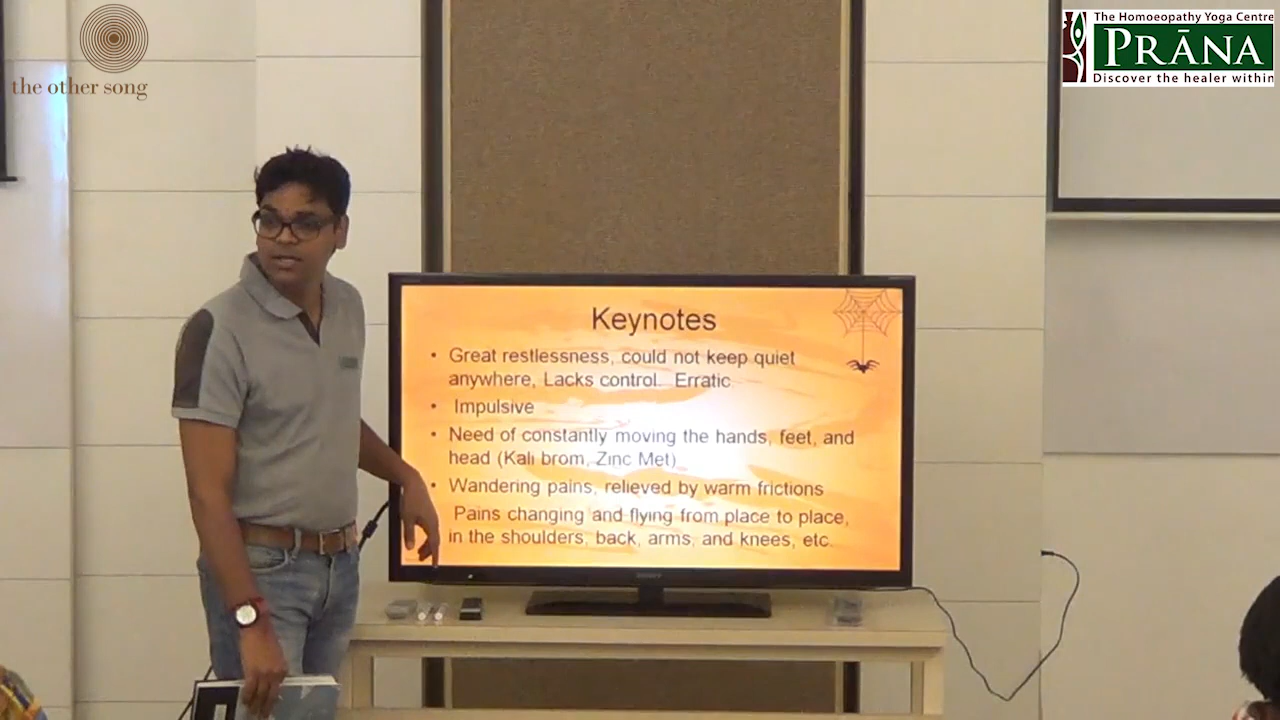 the other song
The Homoeopathy Yoga Centre
PRĀNA
Discover the healer within
Keynotes
• Great restlessness, could not keep quiet
anywhere, Lacks control. Erratic.
• Impulsive
• Need of constantly moving the hands, feet, and
head (Kali brom, Zinc Met)
• Wandering pains, relieved by warm frictions
Pains changing and flying from place to place,
in the shoulders, back, arms, and knees, etc.
SONY